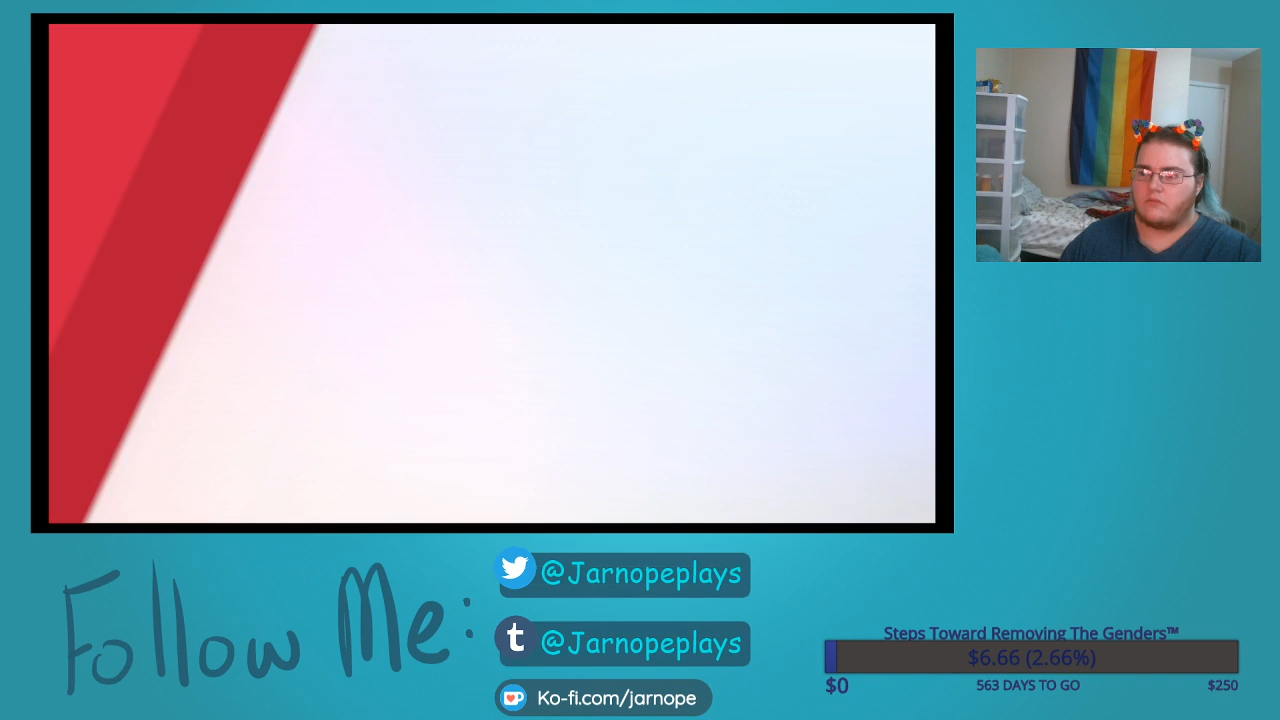 Follow Me:
@Jarnopeplays
t @Jarnopeplays
Ko-fi.com/jarnope
Steps Toward Removing The Genders™
$6.66 (2.66%)
$0 563 DAYS TO GO $250